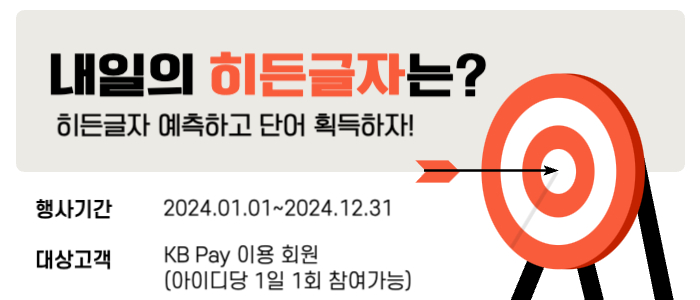 내일의 히든글자는?
히든글자 예측하고 단어 획득하자!
행사기간 2024.01.01~2024.12.31
대상고객 KB Pay 이용 회원
(아이디당 1일 1회 참여가능)